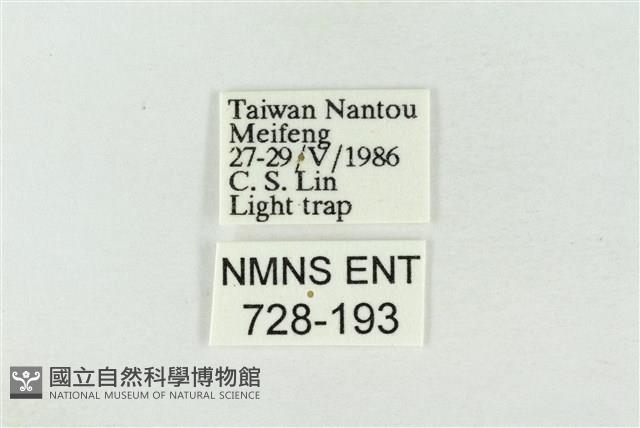 Taiwan Nantou
Meifeng
27-29/V/1986
C. S. Lin
Light trap
NMNS ENT
728-193
國立自然科學博物館
NATIONAL MUSEUM OF NATURAL SCIENCE